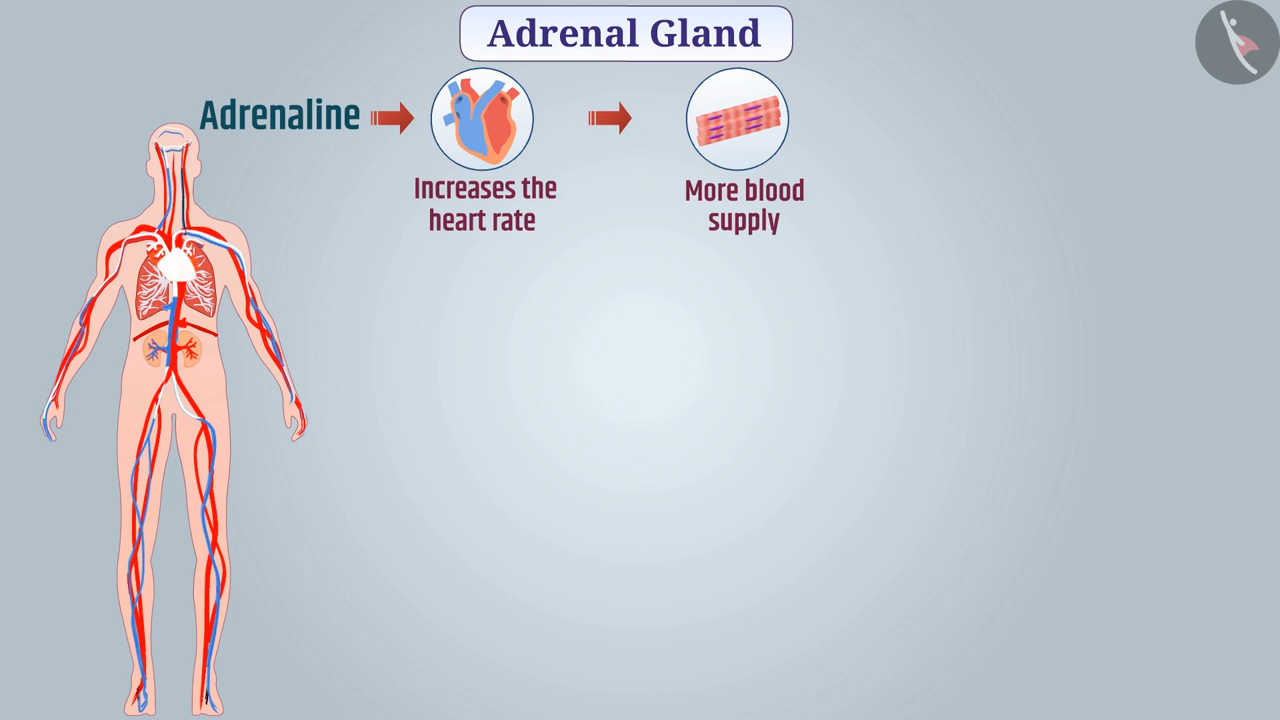 Adrenal Gland
Adrenaline
Increases the
heart rate
More blood
supply